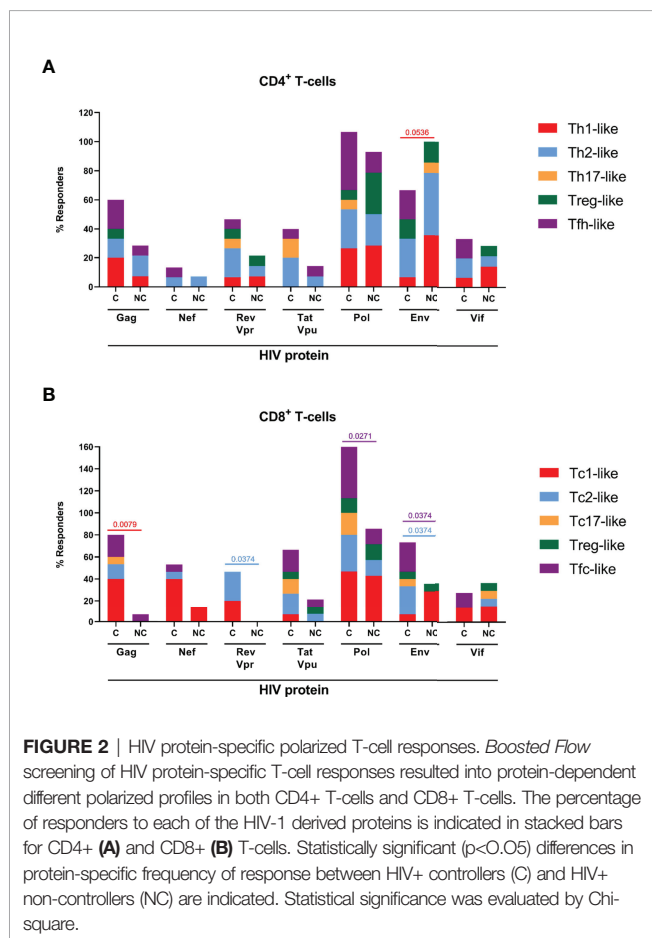 A
CD4+ T-cells
120
100
80
60
40
20
0
% Responders
0.0536
Th1-like
Th2-like
Th17-like
Treg-like
Tfh-like
C NC C NC C NC C NC C NC C NC C NC
Gag Nef Rev Tat Pol Env Vif
Vpr Vpu
HIV protein
B
CD8+ T-cells
160
140
120
100
80
60
40
20
0
% Responders
0.0271
0.0079
0.0374
0.0374
0.0374
Tc1-like
Tc2-like
Tc17-like
Treg-like
Tfc-like
C NC C NC C NC C NC C NC C NC C NC
Gag Nef Rev Tat Pol Env Vif
Vpr Vpu
HIV protein
FIGURE 2 | HIV protein-specific polarized T-cell responses. Boosted Flow
screening of HIV protein-specific T-cell responses resulted into protein-dependent
different polarized profiles in both CD4+ T-cells and CD8+ T-cells. The percentage
of responders to each of the HIV-1 derived proteins is indicated in stacked bars
for CD4+ (A) and CD8+ (B) T-cells. Statistically significant (p<O.O5) differences in
protein-specific frequency of response between HIV+ controllers (C) and HIV+
non-controllers (NC) are indicated. Statistical significance was evaluated by Chi-
square.